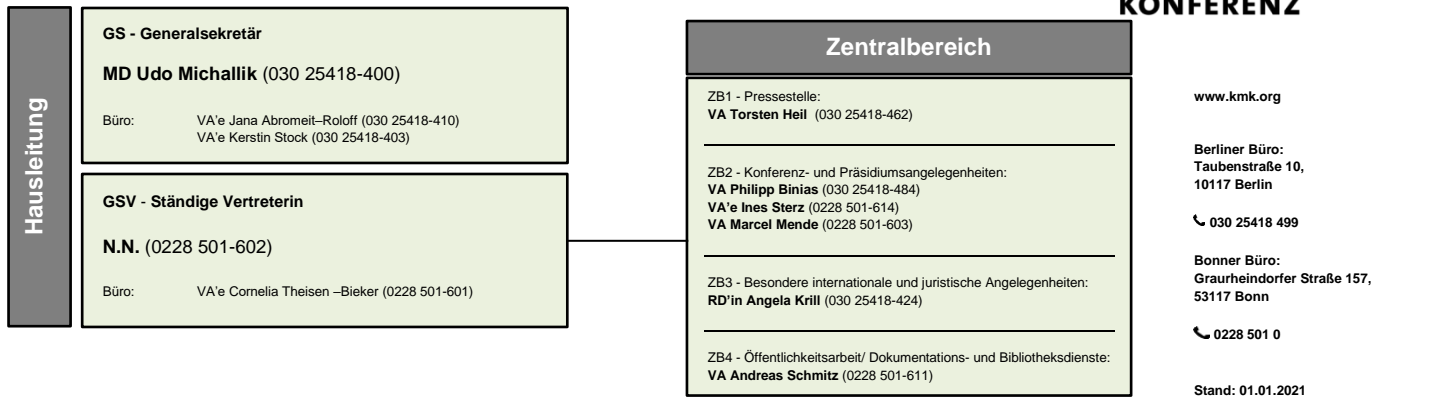 KONFERENZ
Hausleitung
GS - Generalsekretär
MD Udo Michallik (030 25418-400)
Büro: VA'e Jana Abromeit–Roloff (030 25418-410)
VA'e Kerstin Stock (030 25418-403)
GSV - Ständige Vertreterin
N.N. (0228 501-602)
Büro: VA'e Cornelia Theisen –Bieker (0228 501-601)
Zentralbereich
ZB1 - Pressestelle:
VA Torsten Heil (030 25418-462)
ZB2 - Konferenz- und Präsidiumsangelegenheiten:
VA Philipp Binias (030 25418-484)
VA'e Ines Sterz (0228 501-614)
VA Marcel Mende (0228 501-603)
ZB3 - Besondere internationale und juristische Angelegenheiten:
RD'in Angela Krill (030 25418-424)
ZB4 - Öffentlichkeitsarbeit/ Dokumentations- und Bibliotheksdienste:
VA Andreas Schmitz (0228 501-611)
www.kmk.org
Berliner Büro:
Taubenstraße 10,
10117 Berlin
030 25418 499
Bonner Büro:
Graurheindorfer Straße 157,
53117 Bonn
0228 501 0
Stand: 01.01.2021